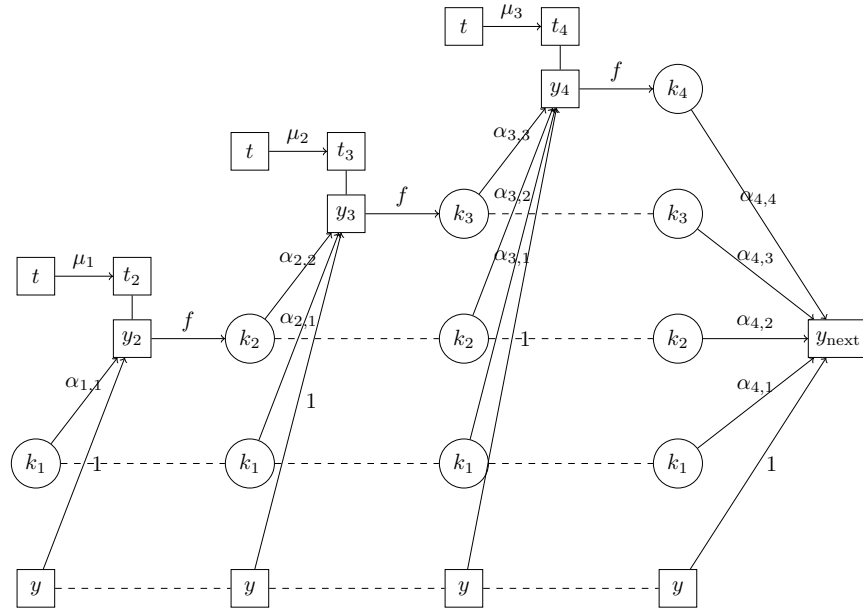 t μ₁ t₂
t μ₂ t₃
t μ₃ t₄
y₄ f k₄
α₃,₃ α₄,₄
y₃ f k₃ k₃
α₂,₂ α₃,₂ α₄,₃
α₂,₁ α₃,₁
y₂ f k₂ k₂ k₂ α₄,₂ y_next
1
α₁,₁ 1 α₄,₁
k₁ 1 k₁ k₁ k₁ 1
y y y y